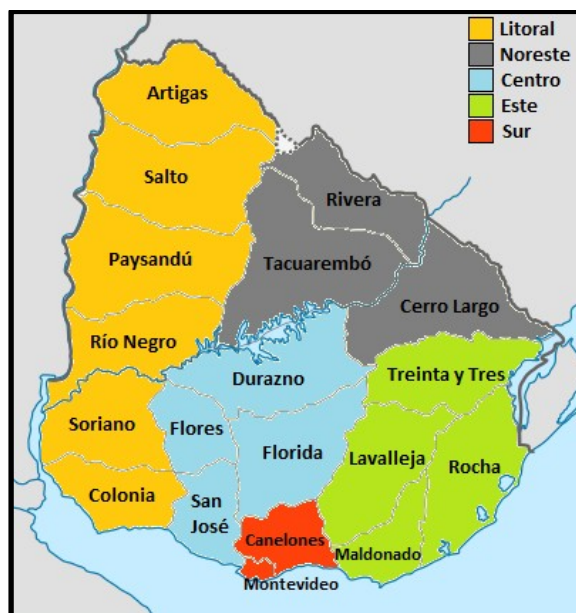 Litoral
Noreste
Centro
Este
Sur
Artigas
Salto
Rivera
Paysandú
Tacuarembó
Cerro Largo
Río Negro
Durazno
Treinta y Tres
Soriano
Flores
Florida
Lavalleja
Rocha
Colonia
San
José
Canelones
Maldonado
Montevideo